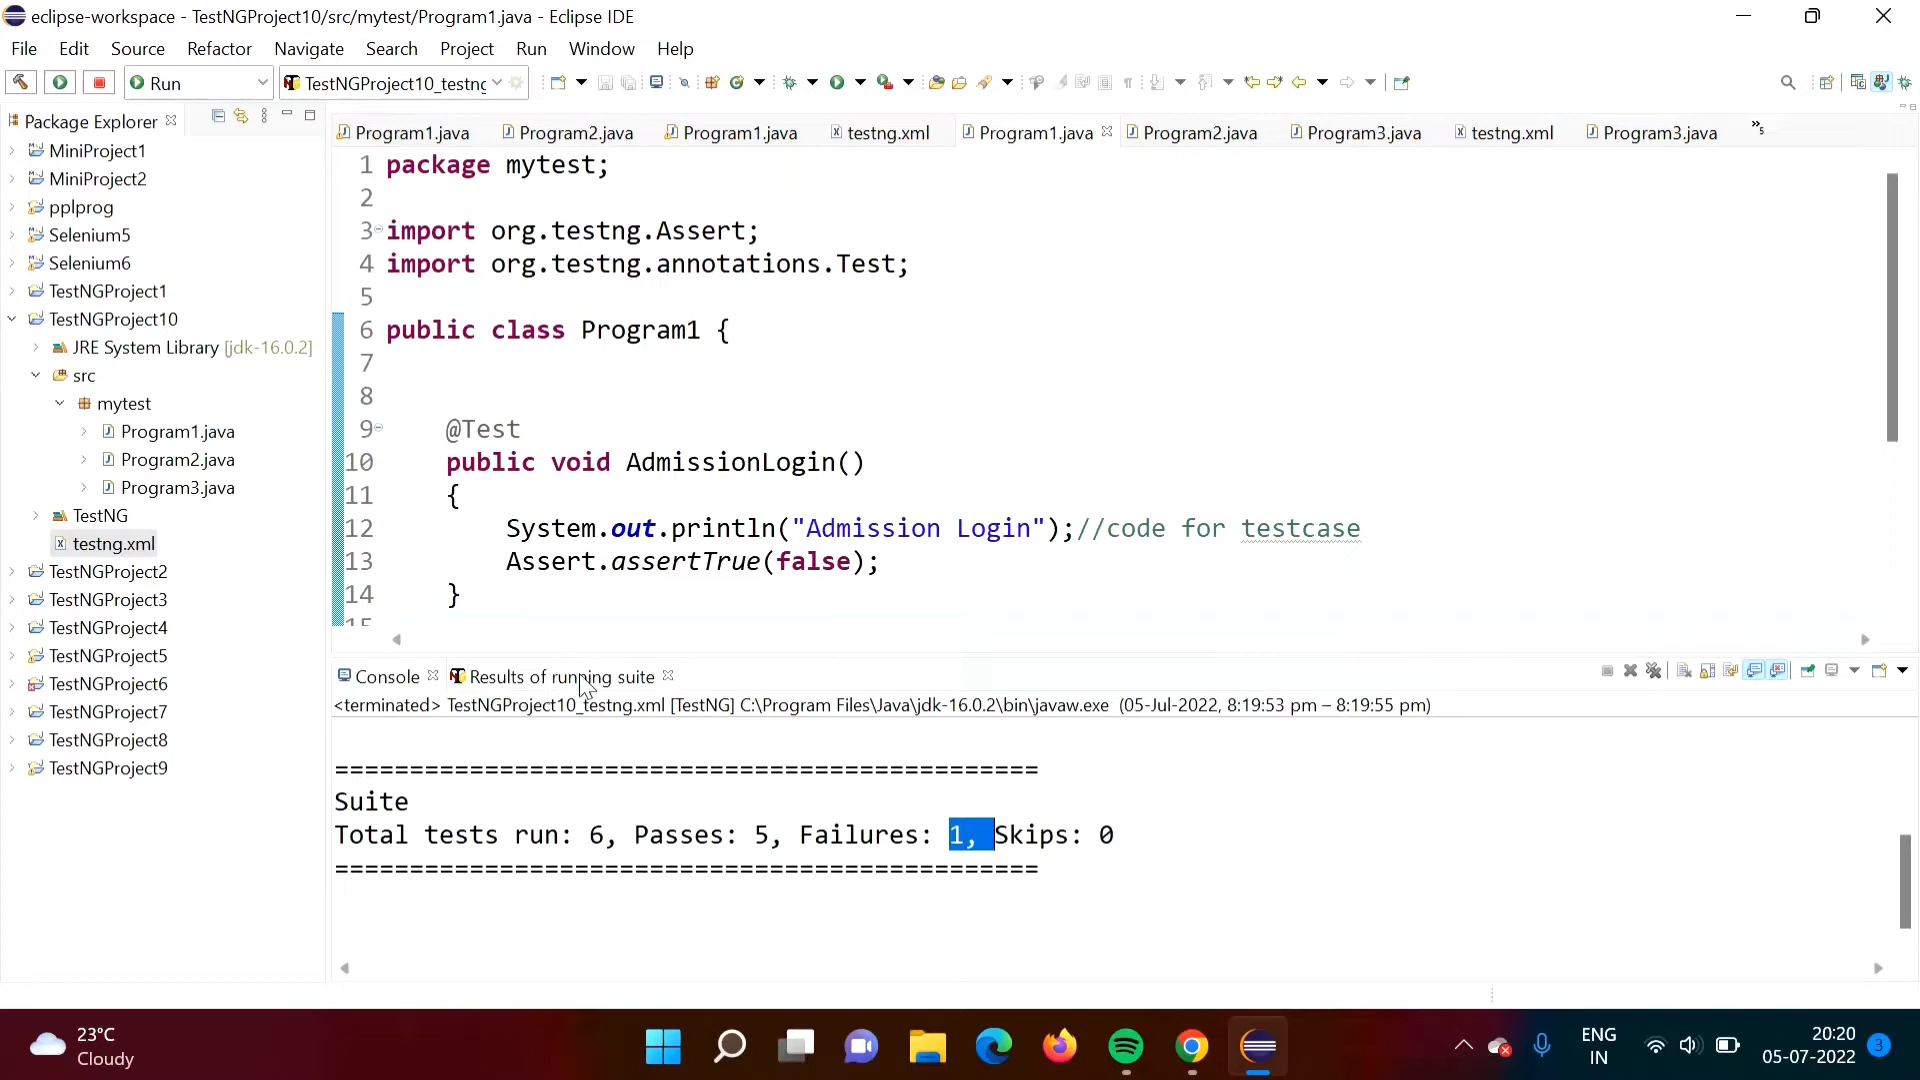 eclipse-workspace - TestNGProject10/src/mytest/Program1.java - Eclipse IDE
File Edit Source Refactor Navigate Search Project Run Window Help
Run TestNGProject10_testng
Package Explorer
MiniProject1
MiniProject2
pplprog
Selenium5
Selenium6
TestNGProject1
TestNGProject10
JRE System Library [jdk-16.0.2]
src
mytest
Program1.java
Program2.java
Program3.java
TestNG
testng.xml
TestNGProject2
TestNGProject3
TestNGProject4
TestNGProject5
TestNGProject6
TestNGProject7
TestNGProject8
TestNGProject9
Program1.java Program2.java Program1.java testng.xml Program1.java Program2.java Program3.java testng.xml Program3.java »5
1 package mytest;
2
3 import org.testng.Assert;
4 import org.testng.annotations.Test;
5
6 public class Program1 {
7
8
9 @Test
10 public void AdmissionLogin()
11 {
12 System.out.println("Admission Login");//code for testcase
13 Assert.assertTrue(false);
14 }
15
Console Results of running suite
<terminated> TestNGProject10_testng.xml [TestNG] C:\Program Files\Java\jdk-16.0.2\bin\javaw.exe (05-Jul-2022, 8:19:53 pm – 8:19:55 pm)
===============================================
Suite
Total tests run: 6, Passes: 5, Failures: 1, Skips: 0
===============================================
23°C
Cloudy
ENG
IN
20:20
05-07-2022
3